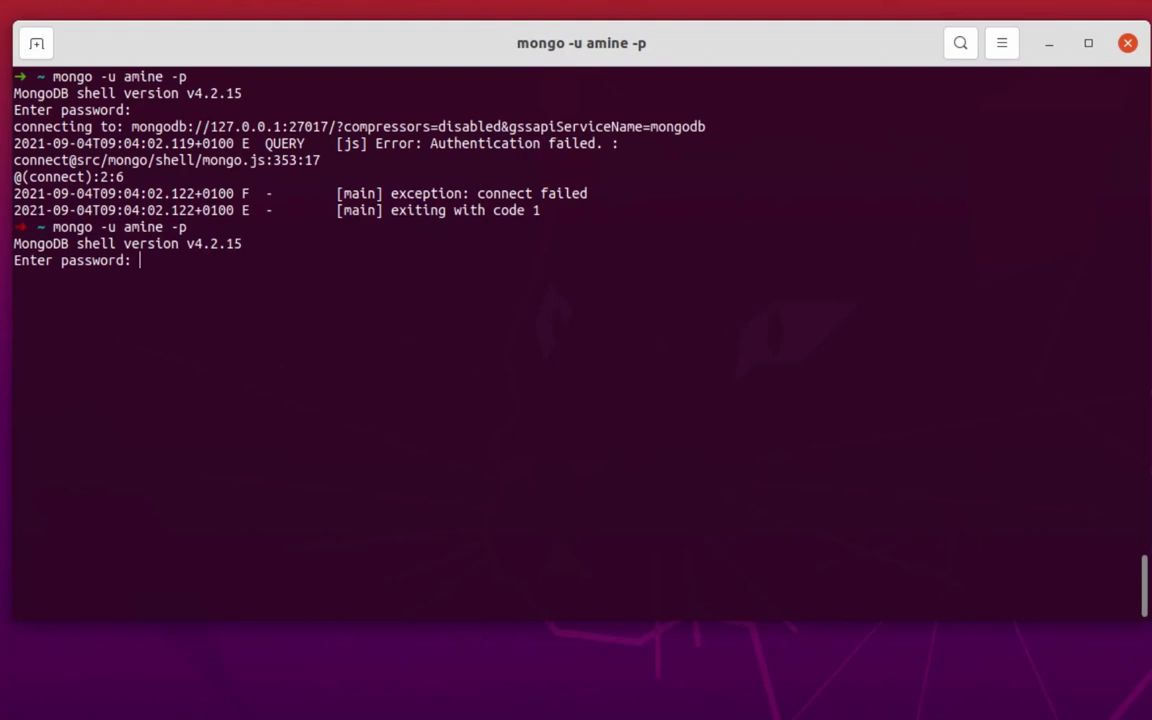 mongo -u amine -p
➜ ~ mongo -u amine -p
MongoDB shell version v4.2.15
Enter password:
connecting to: mongodb://127.0.0.1:27017/?compressors=disabled&gssapiServiceName=mongodb
2021-09-04T09:04:02.119+0100 E  QUERY    [js] Error: Authentication failed. :
connect@src/mongo/shell/mongo.js:353:17
@(connect):2:6
2021-09-04T09:04:02.122+0100 F  -        [main] exception: connect failed
2021-09-04T09:04:02.122+0100 E  -        [main] exiting with code 1
➜ ~ mongo -u amine -p
MongoDB shell version v4.2.15
Enter password: